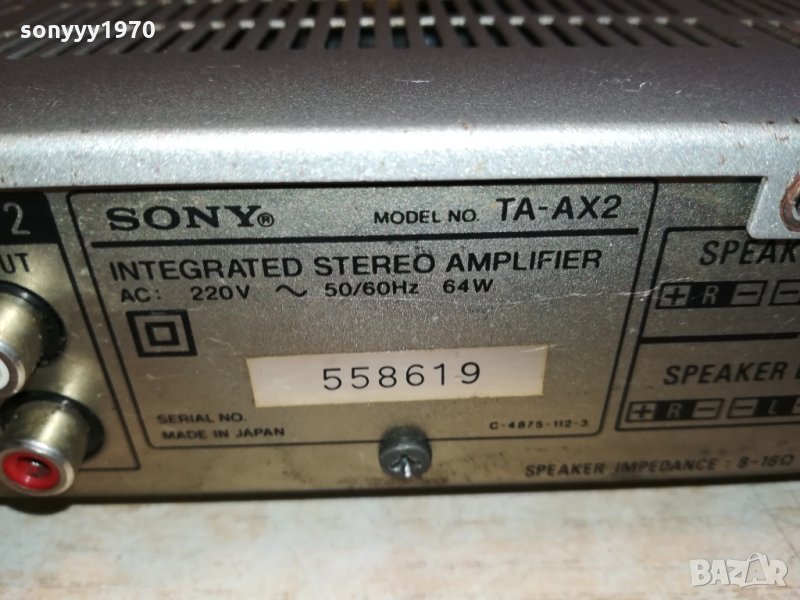 sonyyy1970
2
UT
SONY® MODEL NO. TA-AX2
INTEGRATED STEREO AMPLIFIER
AC: 220V ～ 50/60Hz 64W
558619
SERIAL NO.
MADE IN JAPAN
C-4875-112-3
SPEAK
+ R − −
SPEAKER
+ R − − L
SPEAKER IMPEDANCE : 8-16Ω
BAZAR